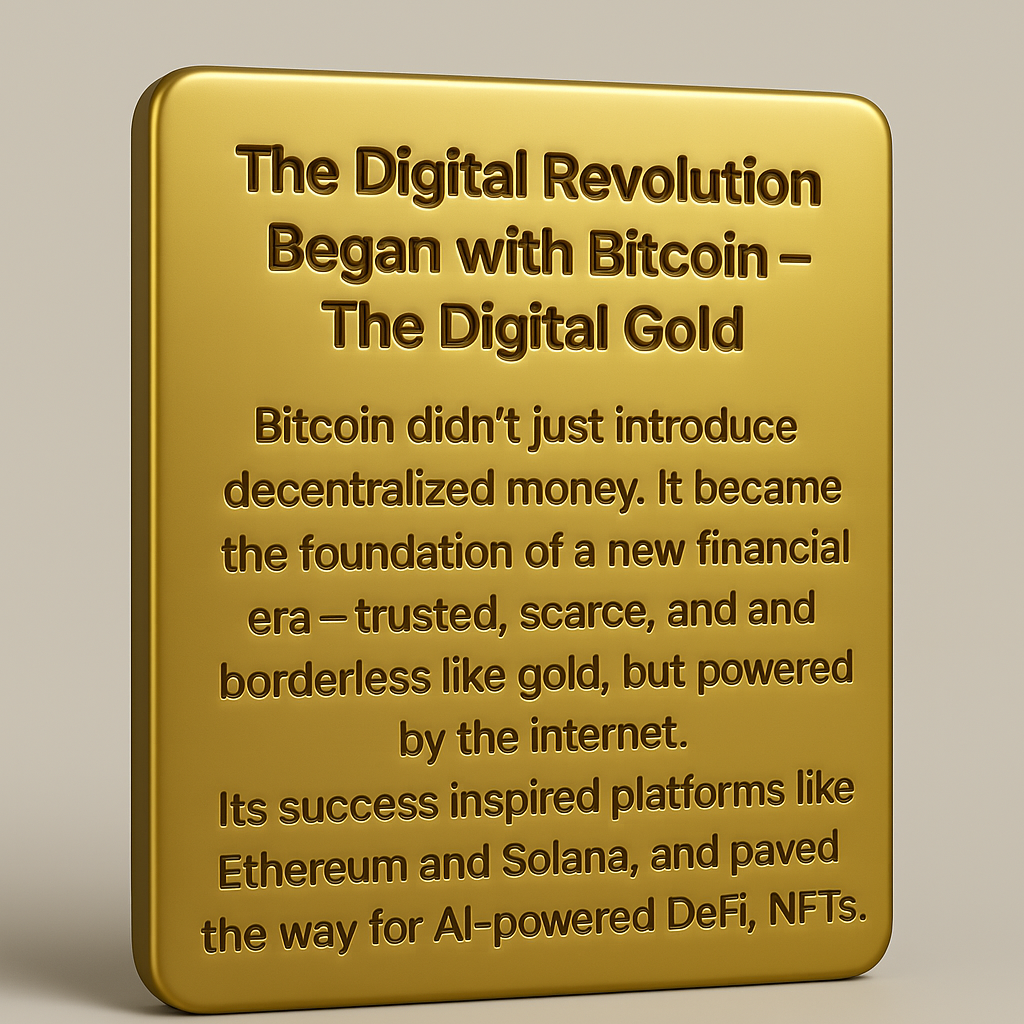 The Digital Revolution
Began with Bitcoin –
The Digital Gold
Bitcoin didn't just introduce
decentralized money. It became
the foundation of a new financial
era – trusted, scarce, and and
borderless like gold, but powered
by the internet.
Its success inspired platforms like
Ethereum and Solana, and paved
the way for AI-powered DeFi, NFTs.